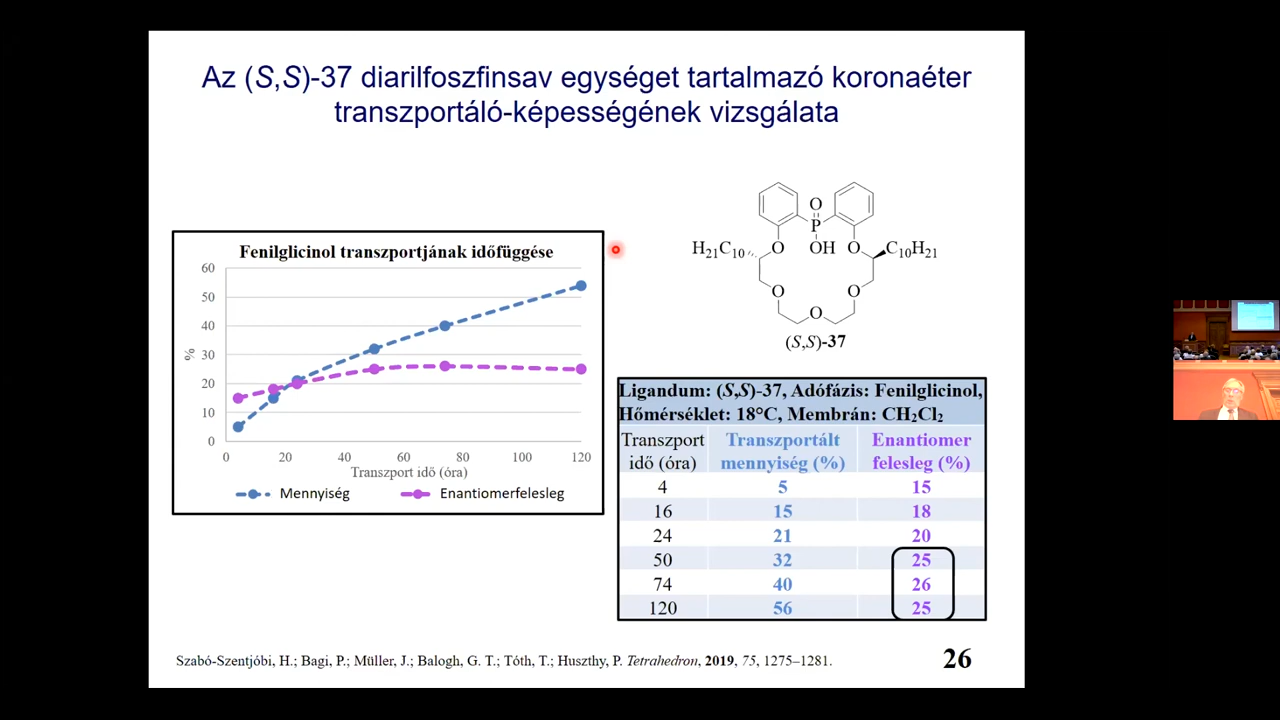 Az (S,S)-37 diarilfoszfinsav egységet tartalmazó koronaéter
transzportáló-képességének vizsgálata
Fenilglicinol transzportjának időfüggése
60
50
40
30
20
10
0
%
0 20 40 60 80 100 120
Transzport idő (óra)
Mennyiség Enantiomerfelesleg
O
P
OH
H21C10 O O C10H21
O O
O
(S,S)-37
Ligandum: (S,S)-37, Adófázis: Fenilglicinol,
Hőmérséklet: 18°C, Membrán: CH2Cl2
Transzport Transzportált Enantiomer
idő (óra) mennyiség (%) felesleg (%)
4 5 15
16 15 18
24 21 20
50 32 25
74 40 26
120 56 25
Szabó-Szentjóbi, H.; Bagi, P.; Müller, J.; Balogh, G. T.; Tóth, T.; Huszthy, P. Tetrahedron, 2019, 75, 1275–1281.
26